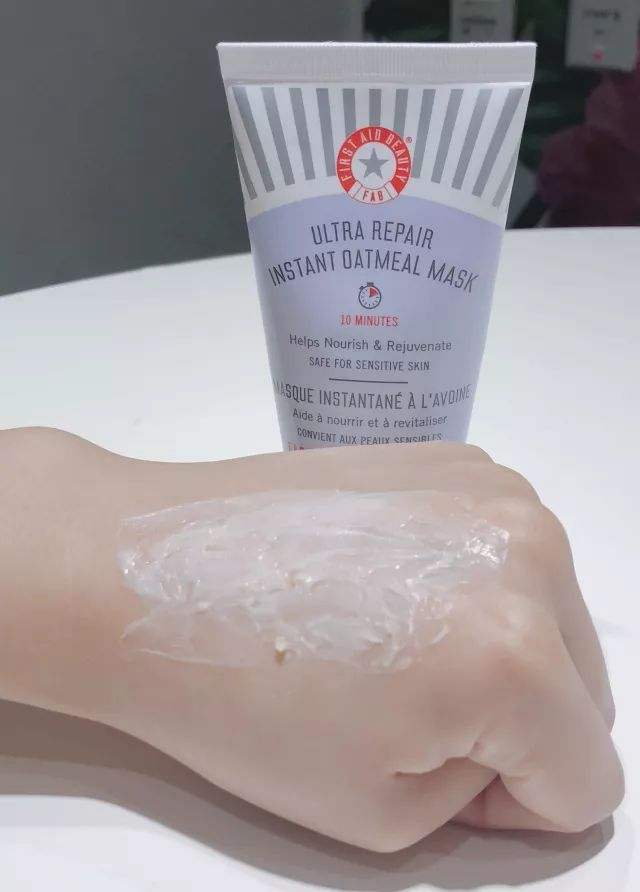 FIRST AID BEAUTY®
FAB
ULTRA REPAIR
INSTANT OATMEAL MASK
10 MINUTES
Helps Nourish & Rejuvenate
SAFE FOR SENSITIVE SKIN
MASQUE INSTANTANÉ À L'AVOINE
Aide à nourrir et à revitaliser
CONVIENT AUX PEAUX SENSIBLES